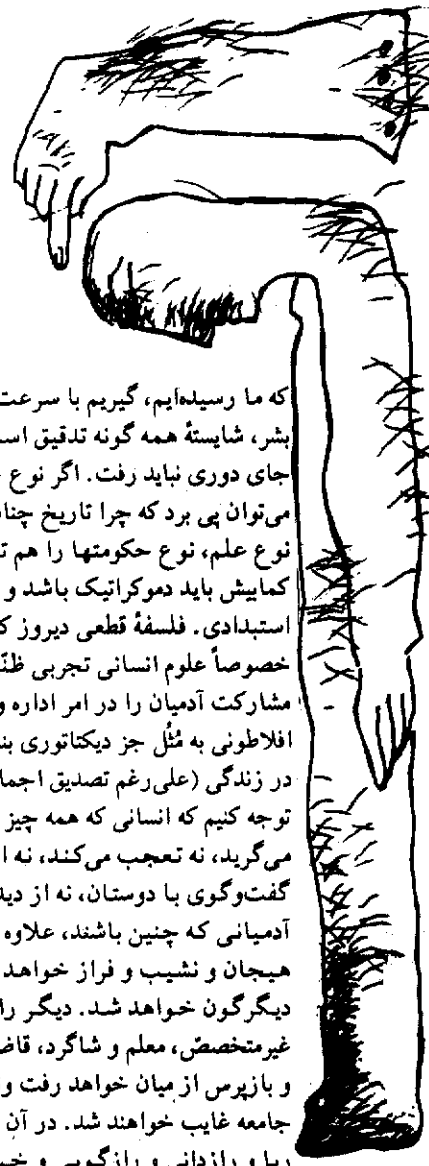 که ما رسیده‌ایم، گیریم با سرعت
بشر، شایستهٔ همه گونه تدقیق اس
جای دوری نباید رفت. اگر نوع
می‌توان پی برد که چرا تاریخ چنا
نوع علم، نوع حکومتها را هم ت
کمابیش باید دموکراتیک باشد و
استبدادی. فلسفهٔ قطعی دیروز ک
خصوصاً علوم انسانی تجربی ظنّ
مشارکت آدمیان را در امر اداره و
افلاطونی به مُثُل جز دیکتاتوری بن
در زندگی (علی‌رغم تصدیق اجما
توجه کنیم که انسانی که همه چیز
می‌گرید، نه تعجب می‌کند، نه ا
گفت‌وگوی با دوستان، نه از دید
آدمیانی که چنین باشند، علاوه
هیجان و نشیب و فراز خواهد
دیگرگون خواهد شد. دیگر را
غیرمتخصصّ، معلم و شاگرد، قاض
و بازپرس از میان خواهد رفت و
جامعه غایب خواهند شد. در آن
ریا و رازدانی و رازگویی و خب